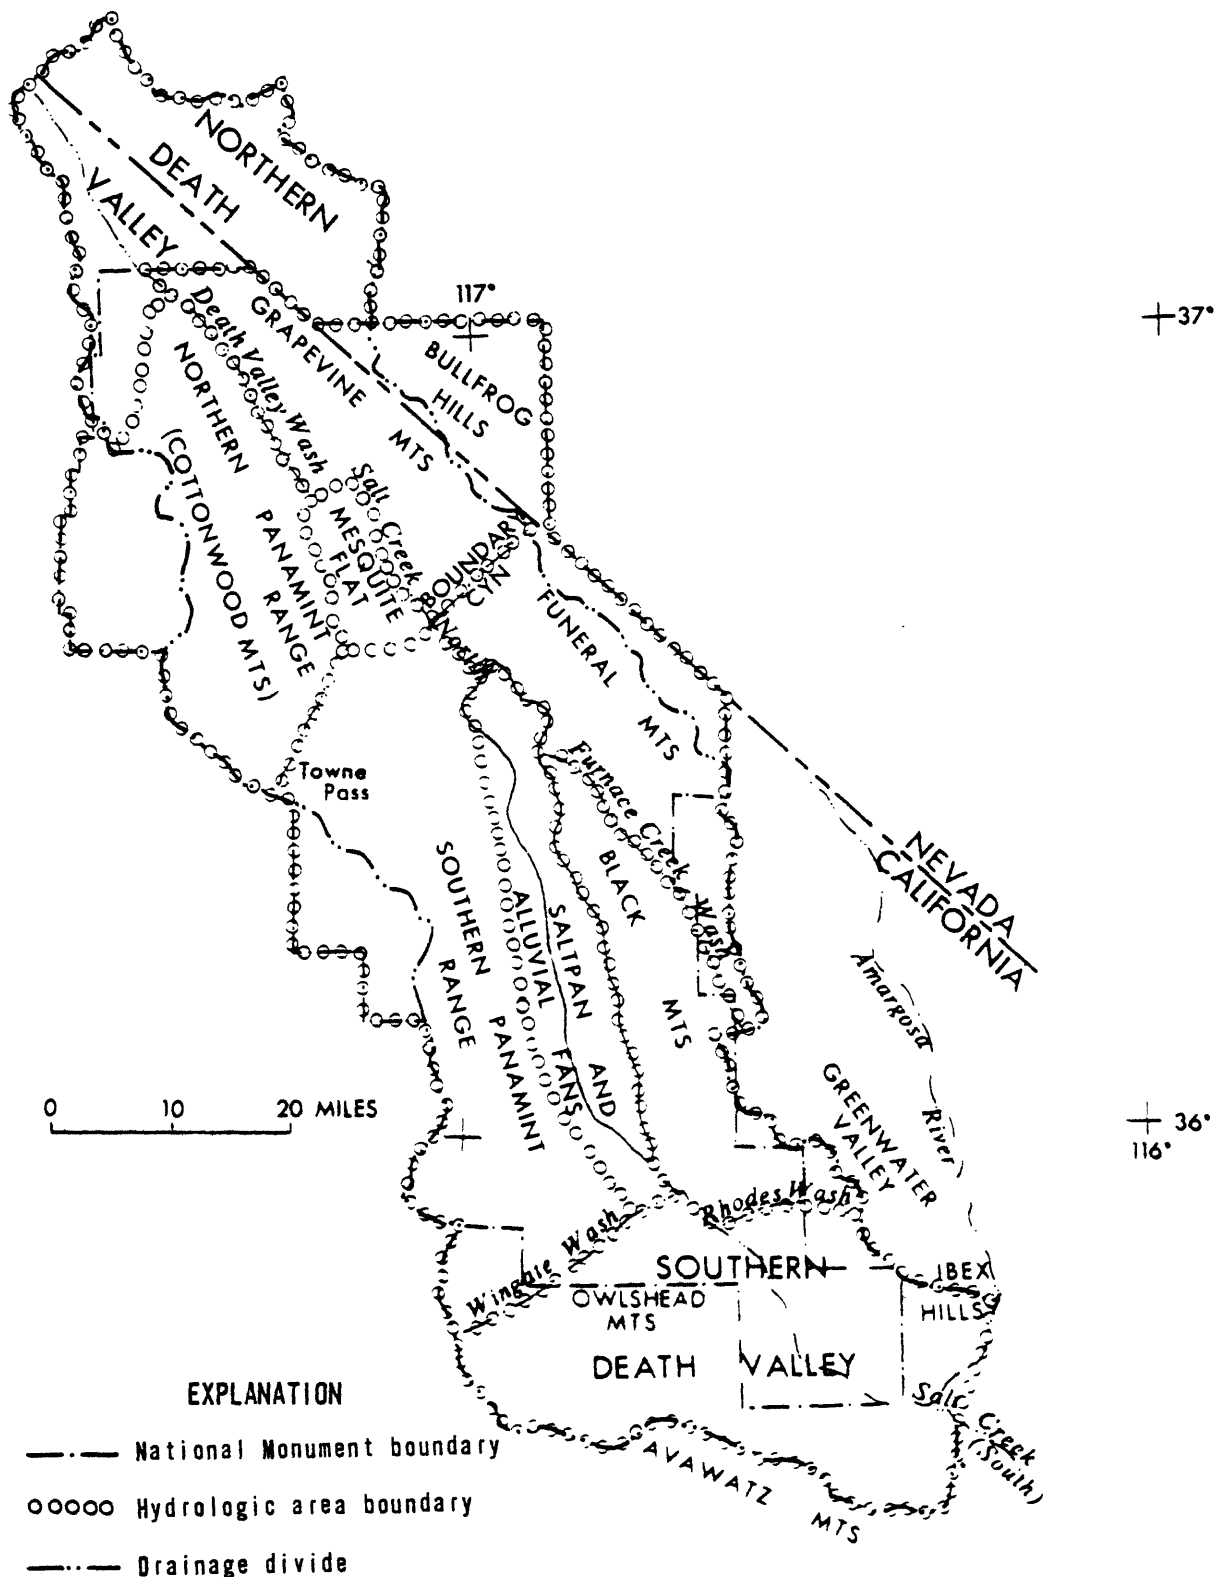 NORTHERN
DEATH
VALLEY
117°
37°
Death Valley Wash
GRAPEVINE
MTS
BULLFROG
HILLS
NORTHERN
PANAMINT
RANGE
(COTTONWOOD MTS)
Salt Creek
(North)
MESQUITE
FLAT
BOUNDARY
CYN
FUNERAL
MTS
Towne
Pass
Furnace Creek Wash
BLACK
MTS
NEVADA
CALIFORNIA
SOUTHERN
PANAMINT
RANGE
ALLUVIAL
FANS
SALTPAN
AND
Amargosa River
GREENWATER
VALLEY
0 10 20 MILES
36°
116°
Wingate Wash
Rhodes Wash
SOUTHERN
IBEX
HILLS
OWLSHEAD
MTS
DEATH VALLEY
Salt Creek
(South)
AVAWATZ MTS
EXPLANATION
National Monument boundary
Hydrologic area boundary
Drainage divide